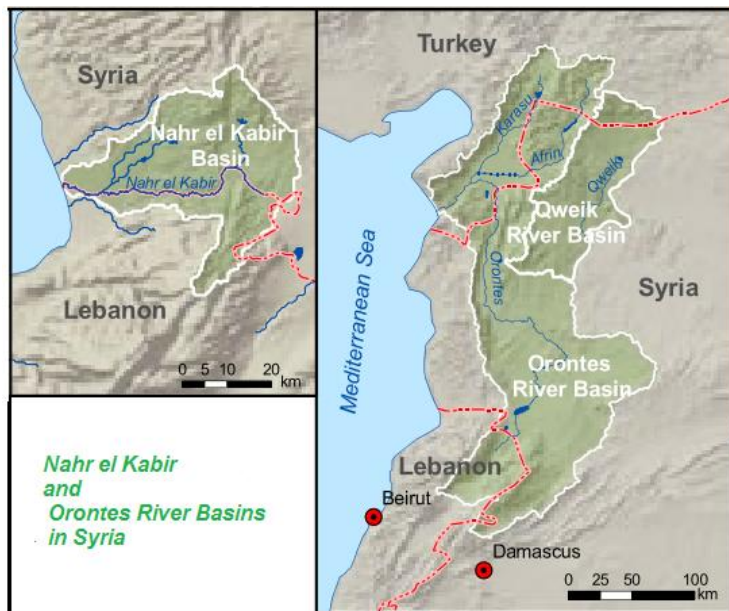 Syria
Nahr el Kabir
Basin
Nahr el Kabir
Lebanon
0 5 10 20
km
Nahr el Kabir
and
Orontes River Basins
in Syria
Turkey
Karasu
Afrin
Qweik
Qweik
River Basin
Orontes
Mediterranean Sea
Syria
Orontes
River Basin
Lebanon
Beirut
Damascus
0 25 50 100
km